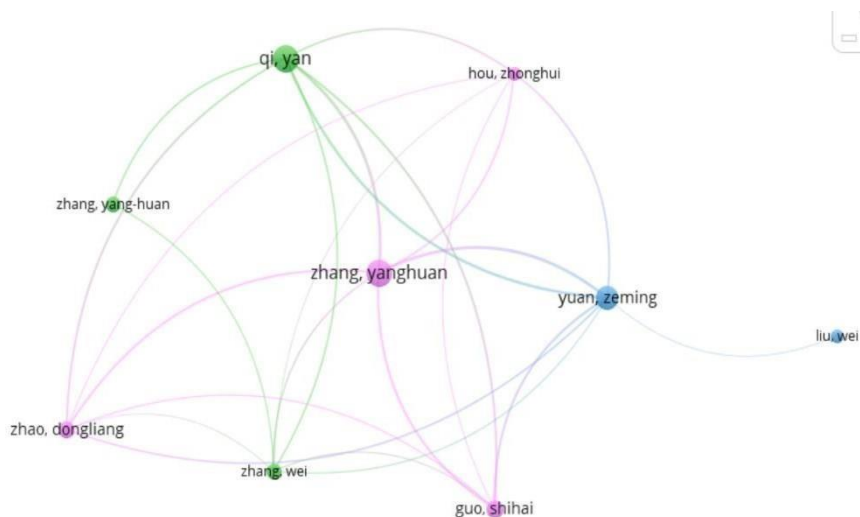 qi, yan
hou, zhonghui
zhang, yang-huan
zhang, yanghuan
yuan, zeming
liu, wei
zhao, dongliang
zhang, wei
guo, shihai